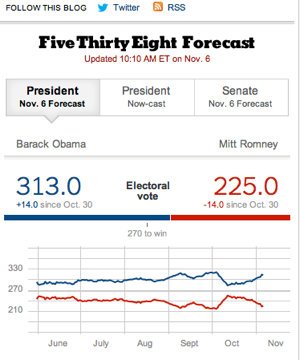 FOLLOW THIS BLOG Twitter RSS
FiveThirtyEight Forecast
Updated 10:10 AM ET on Nov. 6
President President Senate
Nov. 6 Forecast Now-cast Nov. 6 Forecast
Barack Obama Mitt Romney
313.0 Electoral vote 225.0
+14.0 since Oct. 30 -14.0 since Oct. 30
270 to win
330
270
210
June July Aug Sept Oct Nov